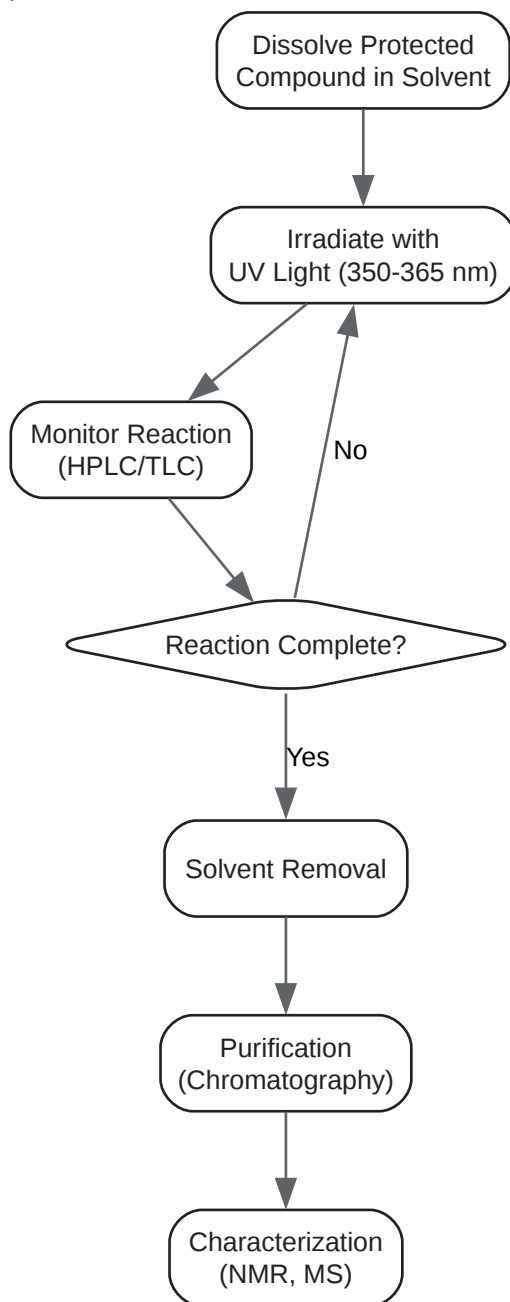 Dissolve Protected
Compound in Solvent
Irradiate with
UV Light (350-365 nm)
Monitor Reaction
(HPLC/TLC)
No
Reaction Complete?
Yes
Solvent Removal
Purification
(Chromatography)
Characterization
(NMR, MS)